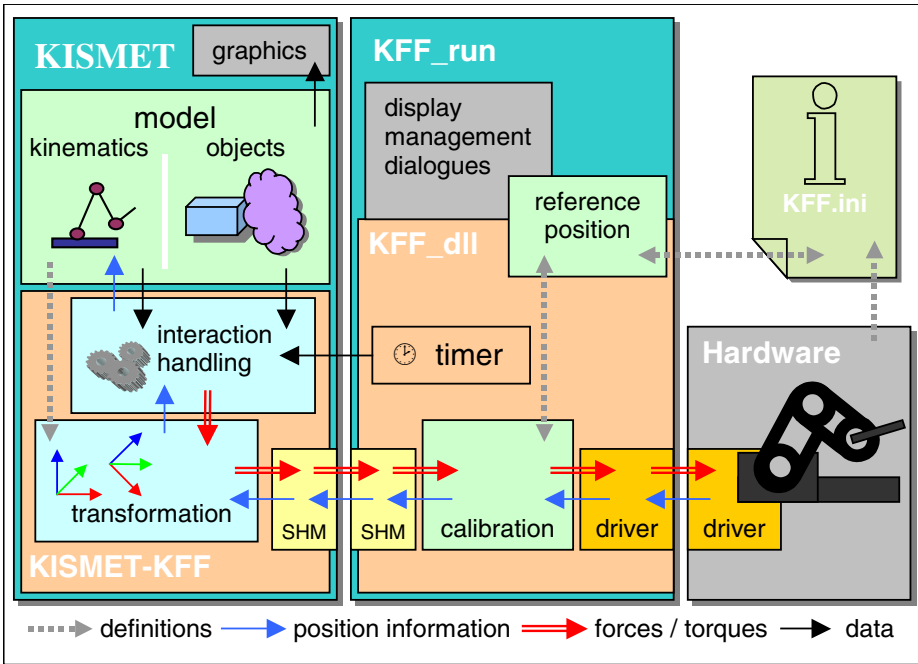 KISMET
graphics
model
kinematics
objects
interaction
handling
transformation
SHM
KISMET-KFF
KFF_run
display
management
dialogues
reference
position
KFF_dll
timer
SHM
calibration
driver
KFF.ini
Hardware
driver
definitions
position information
forces / torques
data